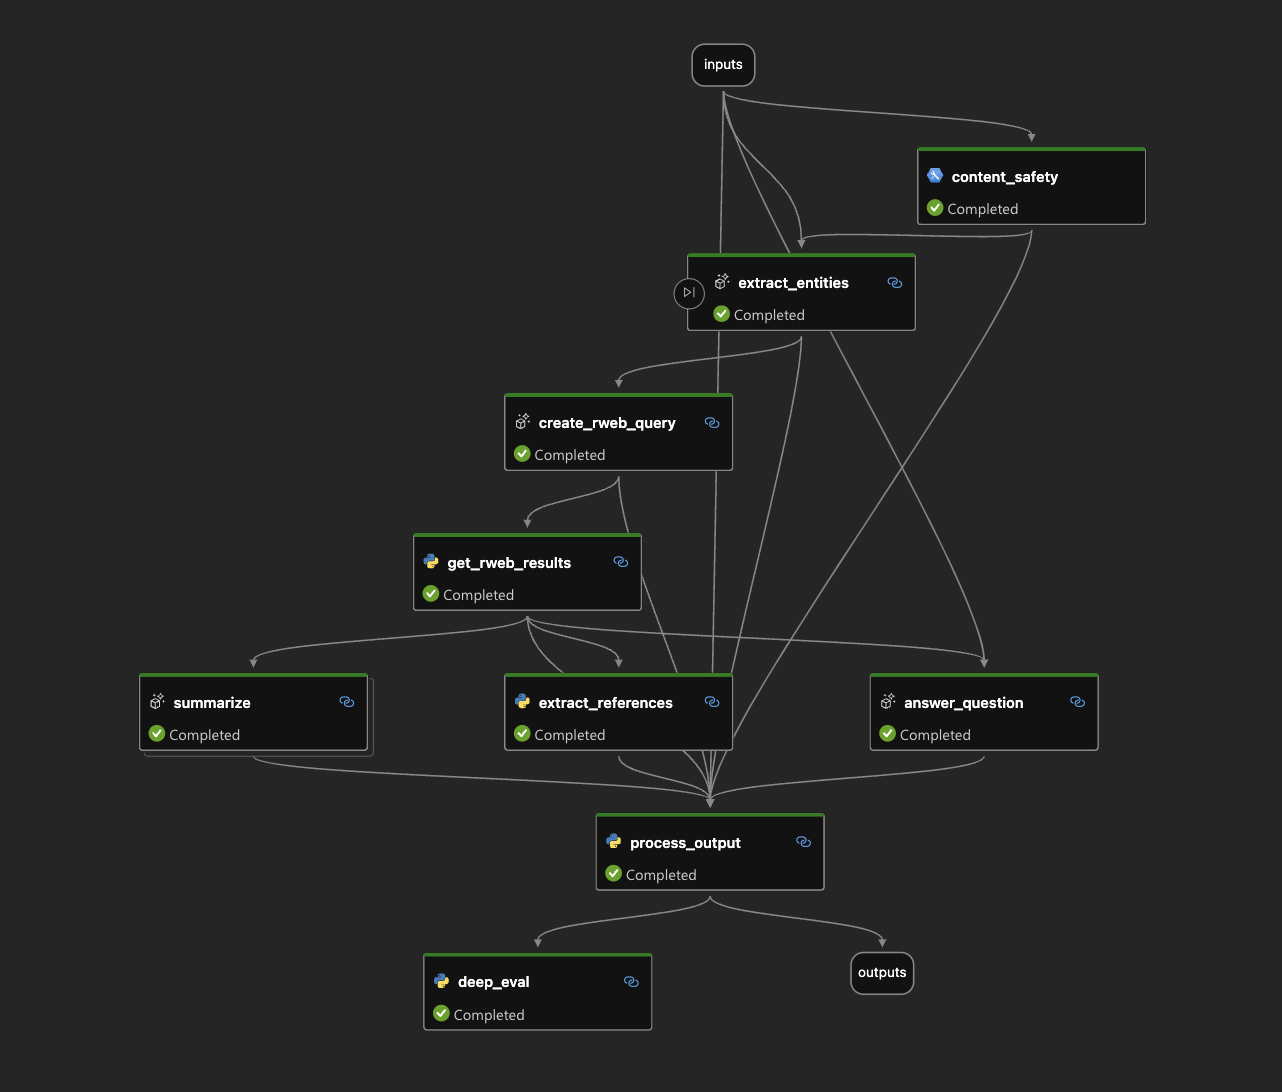 inputs
content_safety
Completed
extract_entities
Completed
create_rweb_query
Completed
get_rweb_results
Completed
summarize
Completed
extract_references
Completed
answer_question
Completed
process_output
Completed
deep_eval
Completed
outputs